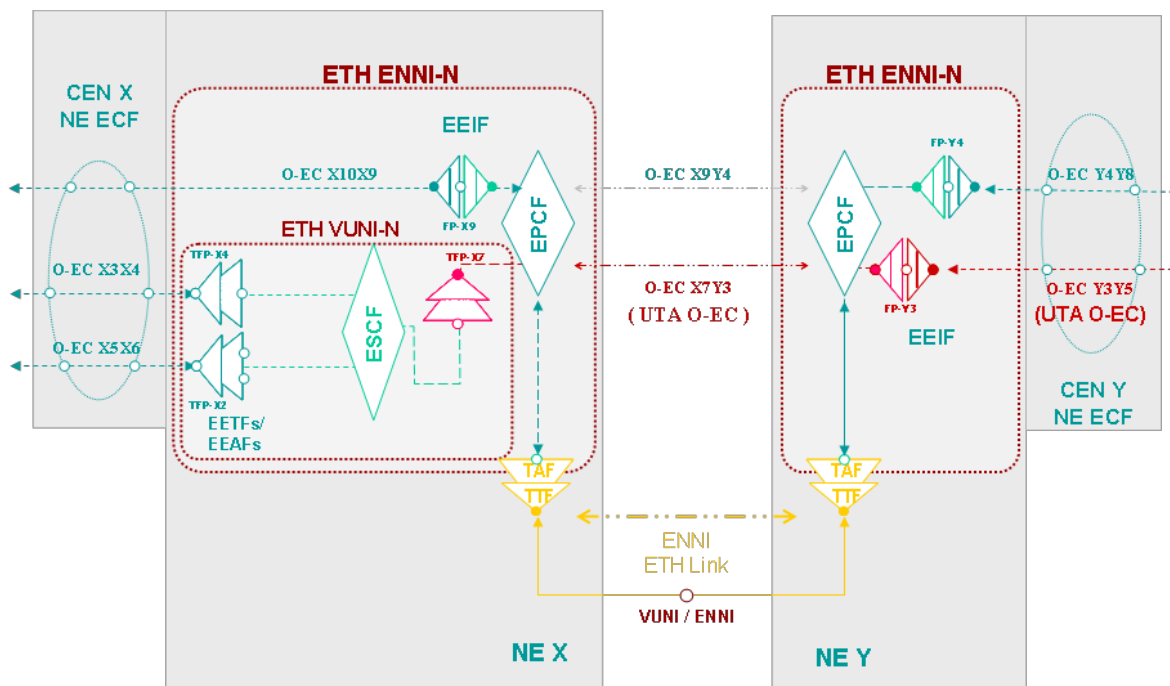 ETH ENNI-N
ETH ENNI-N
CEN X
NE ECF
EEIF
FP-Y4
O-EC X10X9
O-EC X9Y4
O-EC Y4Y8
FP-X9
EPCF
EPCF
ETH VUNI-N
TFP-X4
TFP-X7
O-EC X3X4
O-EC X7Y3
( UTA O-EC )
FP-Y3
O-EC Y3Y5
(UTA O-EC)
ESCF
EEIF
O-EC X5X6
TFP-X2
EETFs/
EEAFs
CEN Y
NE ECF
TAF
TTF
TAF
TTF
ENNI
ETH Link
VUNI / ENNI
NE X
NE Y